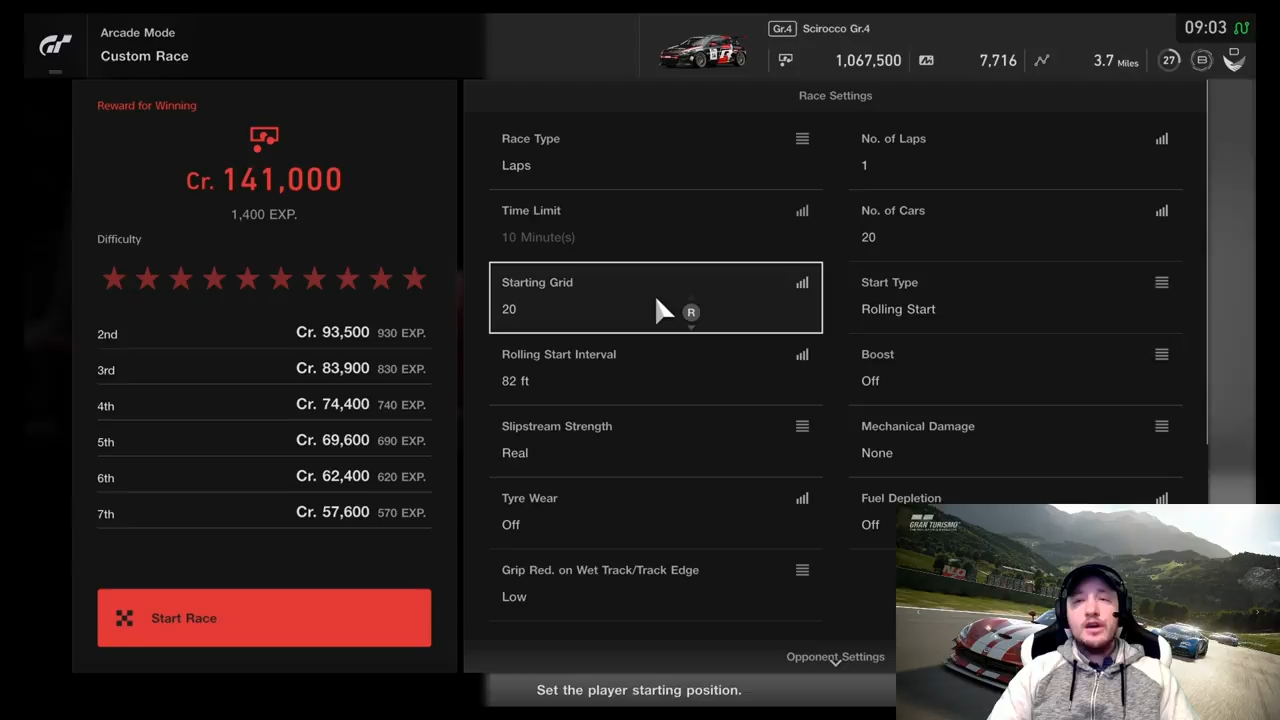 Arcade Mode
Custom Race
Gr.4 Scirocco Gr.4
1,067,500 7,716 3.7 Miles 27 B
09:03
Reward for Winning
Cr. 141,000
1,400 EXP.
Difficulty
2nd Cr. 93,500 930 EXP.
3rd Cr. 83,900 830 EXP.
4th Cr. 74,400 740 EXP.
5th Cr. 69,600 690 EXP.
6th Cr. 62,400 620 EXP.
7th Cr. 57,600 570 EXP.
Start Race
Race Settings
Race Type
Laps
No. of Laps
1
Time Limit
10 Minute(s)
No. of Cars
20
Starting Grid
20
R
Start Type
Rolling Start
Rolling Start Interval
82 ft
Boost
Off
Slipstream Strength
Real
Mechanical Damage
None
Tyre Wear
Off
Fuel Depletion
Off
Grip Red. on Wet Track/Track Edge
Low
Opponent Settings
Set the player starting position.
GRAN TURISMO